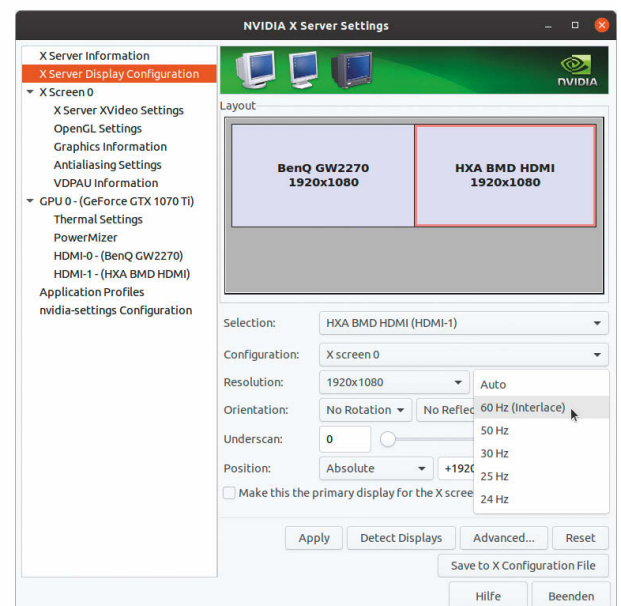 NVIDIA X Server Settings
X Server Information
X Server Display Configuration
X Screen 0
X Server XVideo Settings
OpenGL Settings
Graphics Information
Antialiasing Settings
VDPAU Information
GPU 0 - (GeForce GTX 1070 Ti)
Thermal Settings
PowerMizer
HDMI-0 - (BenQ GW2270)
HDMI-1 - (HXA BMD HDMI)
Application Profiles
nvidia-settings Configuration
NVIDIA
Layout
BenQ GW2270
1920x1080
HXA BMD HDMI
1920x1080
Selection: HXA BMD HDMI (HDMI-1)
Configuration: X screen 0
Resolution: 1920x1080
Orientation: No Rotation No Reflec
Underscan: 0
Position: Absolute +1920
Make this the primary display for the X scree
Auto
60 Hz (Interlace)
50 Hz
30 Hz
25 Hz
24 Hz
Apply Detect Displays Advanced... Reset
Save to X Configuration File
Hilfe Beenden